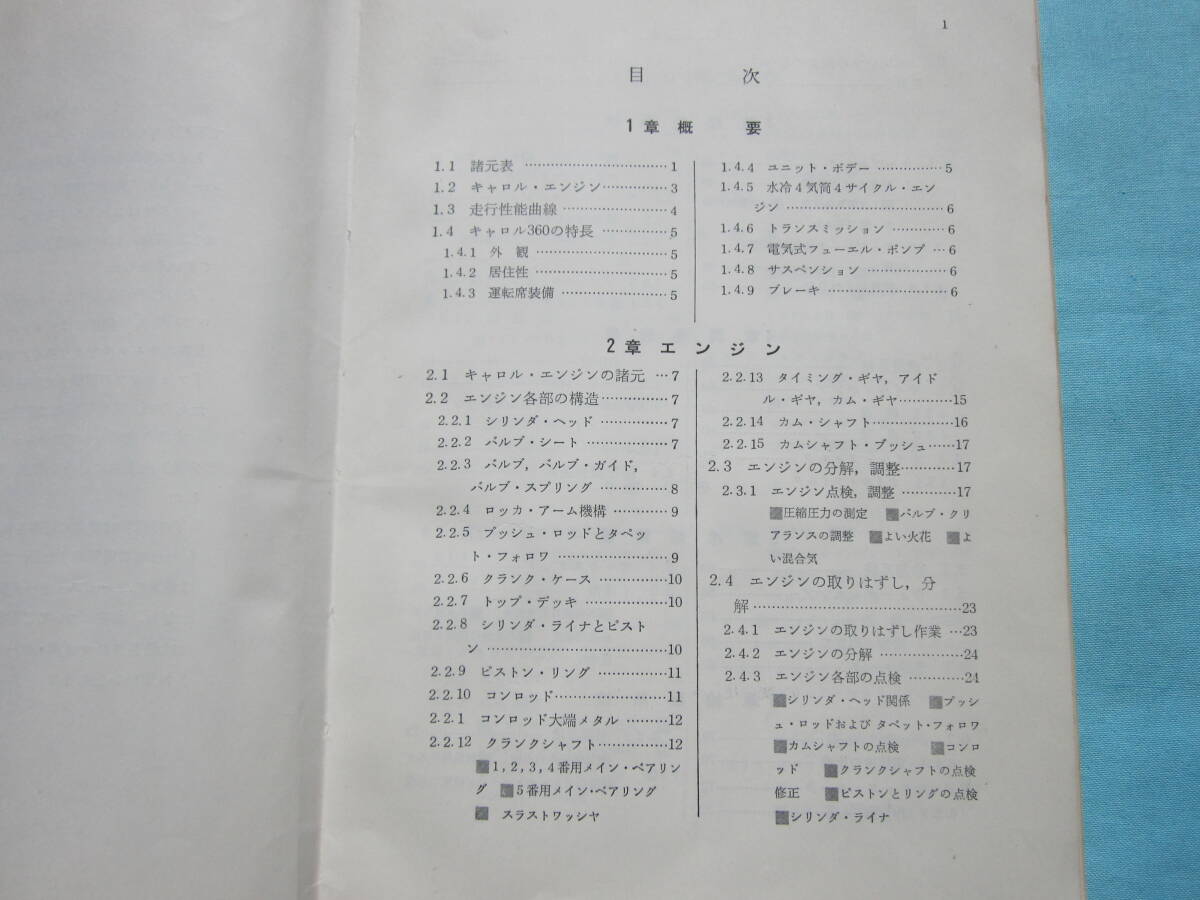 1
目　次
1章 概　要
1.1 諸元表 …………………………… 1
1.2 キャロル・エンジン …………… 3
1.3 走行性能曲線 …………………… 4
1.4 キャロル360の特長 …………… 5
1.4.1 外　観 ………………………… 5
1.4.2 居住性 ………………………… 5
1.4.3 運転席装備 …………………… 5
1.4.4 ユニット・ボデー …………… 5
1.4.5 水冷4気筒4サイクル・エン
ジン ………………………………… 6
1.4.6 トランスミッション ………… 6
1.4.7 電気式フューエル・ポンプ … 6
1.4.8 サスペンション ……………… 6
1.4.9 ブレーキ ……………………… 6
2章 エンジン
2.1 キャロル・エンジンの諸元 … 7
2.2 エンジン各部の構造 …………… 7
2.2.1 シリンダ・ヘッド …………… 7
2.2.2 バルブ・シート ……………… 7
2.2.3 バルブ，バルブ・ガイド，
バルブ・スプリング ……………… 8
2.2.4 ロッカ・アーム機構 ………… 9
2.2.5 プッシュ・ロッドとタペッ
ト・フォロワ ……………………… 9
2.2.6 クランク・ケース …………… 10
2.2.7 トップ・デッキ ……………… 10
2.2.8 シリンダ・ライナとピスト
ン …………………………………… 10
2.2.9 ピストン・リング …………… 11
2.2.10 コンロッド …………………… 11
2.2.1 コンロッド大端メタル ……… 12
2.2.12 クランクシャフト …………… 12
■1，2，3，4番用メイン・ベアリン
グ ■5番用メイン・ベアリング
■ スラストワッシヤ
2.2.13 タイミング・ギヤ，アイド
ル・ギヤ，カム・ギヤ ………… 15
2.2.14 カム・シャフト ……………… 16
2.2.15 カムシャフト・ブッシュ …… 17
2.3 エンジンの分解，調整 ………… 17
2.3.1 エンジン点検，調整 ………… 17
■圧縮圧力の測定 ■バルブ・クリ
アランスの調整 ■よい火花 ■よ
い混合気
2.4 エンジンの取りはずし，分
解 …………………………………… 23
2.4.1 エンジンの取りはずし作業 … 23
2.4.2 エンジンの分解 ……………… 24
2.4.3 エンジン各部の点検 ………… 24
■シリンダ・ヘッド関係 ■プッシ
ュ・ロッドおよび タペット・フォロワ
■カムシャフトの点検 ■コンロ
ッド ■クランクシャフトの点検
修正 ■ピストンとリングの点検
■シリンダ・ライナ